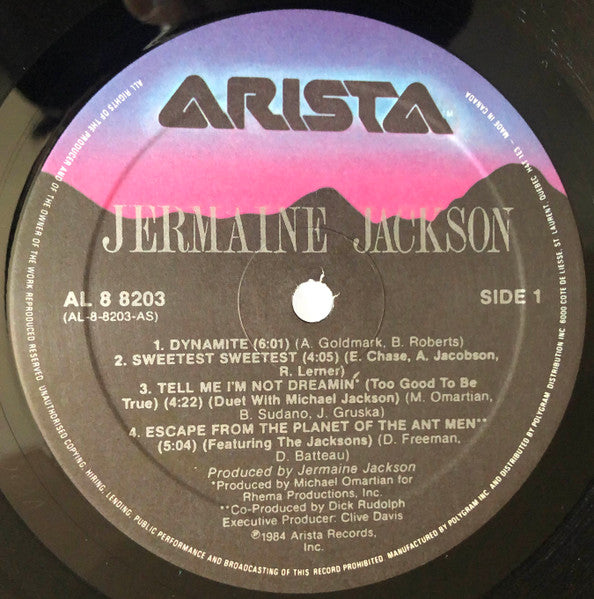 ARISTA™
JERMAINE JACKSON
AL 8 8203
(AL-8-8203-AS)
SIDE 1
1. DYNAMITE (6:01) (A. Goldmark, B. Roberts)
2. SWEETEST SWEETEST (4:05) (E. Chase, A. Jacobson,
R. Lerner)
3. TELL ME I'M NOT DREAMIN* (Too Good To Be
True) (4:22) (Duet With Michael Jackson) (M. Omartian,
B. Sudano, J. Gruska)
4. ESCAPE FROM THE PLANET OF THE ANT MEN**
(5:04) (Featuring The Jacksons) (D. Freeman,
D. Batteau)
Produced by Jermaine Jackson
*Produced by Michael Omartian for
Rhema Productions, Inc.
**Co-Produced by Dick Rudolph
Executive Producer: Clive Davis
℗1984 Arista Records,
Inc.
ALL RIGHTS OF THE PRODUCER AND OF THE OWNER OF THE WORK REPRODUCED RESERVED. UNAUTHORISED COPYING, HIRING, LENDING, PUBLIC PERFORMANCE AND BROADCASTING OF THIS RECORD PROHIBITED. MANUFACTURED BY POLYGRAM INC. AND DISTRIBUTED BY POLYGRAM DISTRIBUTION INC. 6000 COTE DE LIESSE, ST. LAURENT, QUEBEC H4T 1E3 - MADE IN CANADA